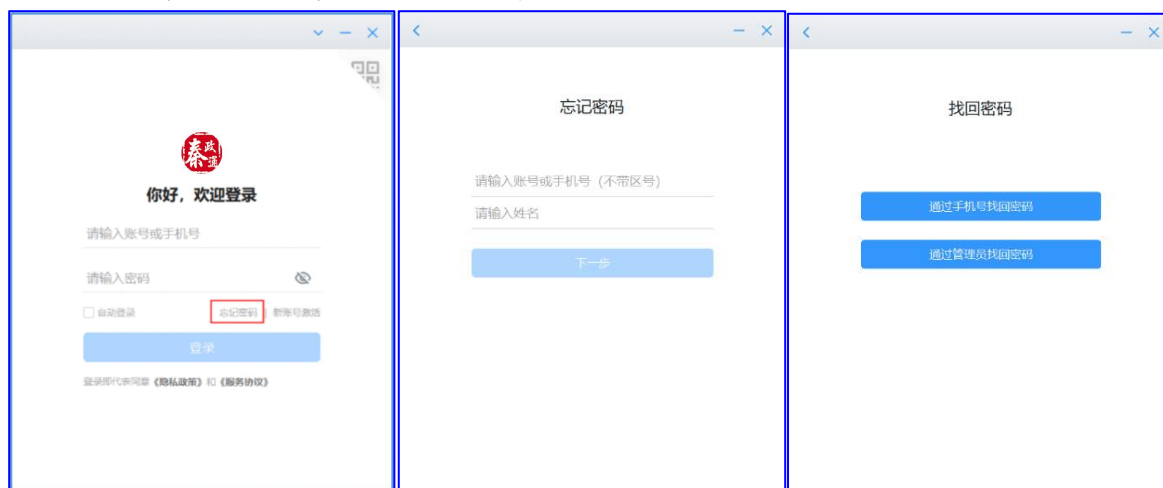 秦政通
你好，欢迎登录
请输入账号或手机号
请输入密码
自动登录 忘记密码 | 新账号激活
登录
登录即代表同意《隐私政策》和《服务协议》
忘记密码
请输入账号或手机号（不带区号）
请输入姓名
下一步
找回密码
通过手机号找回密码
通过管理员找回密码